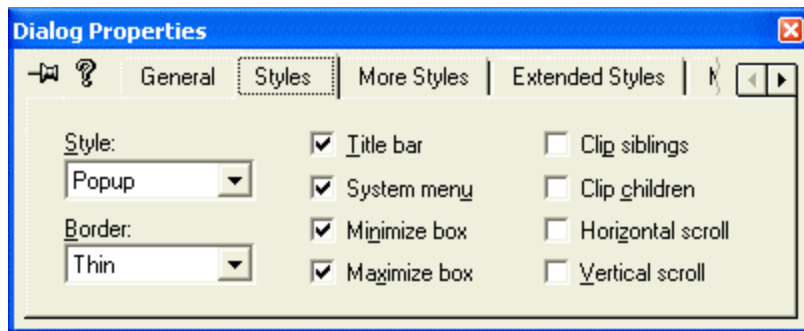 Dialog Properties
General Styles More Styles Extended Styles
Style: Title bar Clip siblings
Popup System menu Clip children
Border: Minimize box Horizontal scroll
Thin Maximize box Vertical scroll